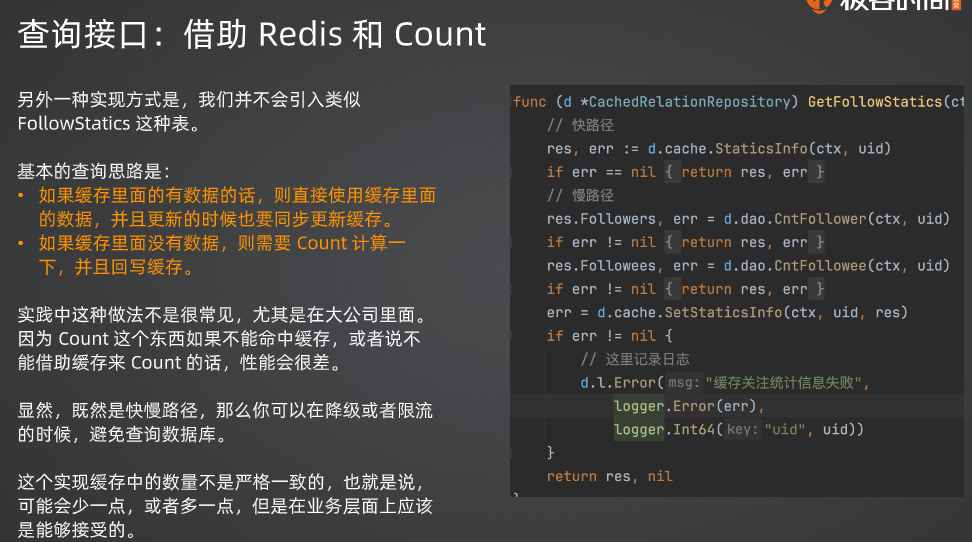 极客时间
查询接口：借助 Redis 和 Count
另外一种实现方式是，我们并不会引入类似
FollowStatics 这种表。
基本的查询思路是：
• 如果缓存里面的有数据的话，则直接使用缓存里面
的数据，并且更新的时候也要同步更新缓存。
• 如果缓存里面没有数据，则需要 Count 计算一
下，并且回写缓存。
实践中这种做法不是很常见，尤其是在大公司里面。
因为 Count 这个东西如果不能命中缓存，或者说不
能借助缓存来 Count 的话，性能会很差。
显然，既然是快慢路径，那么你可以在降级或者限流
的时候，避免查询数据库。
这个实现缓存中的数量不是严格一致的，也就是说，
可能会少一点，或者多一点，但是在业务层面上应该
是能够接受的。
func (d *CachedRelationRepository) GetFollowStatics(ct
// 快路径
res, err := d.cache.StaticsInfo(ctx, uid)
if err == nil { return res, err }
// 慢路径
res.Followers, err = d.dao.CntFollower(ctx, uid)
if err != nil { return res, err }
res.Followees, err = d.dao.CntFollowee(ctx, uid)
if err != nil { return res, err }
err = d.cache.SetStaticsInfo(ctx, uid, res)
if err != nil {
// 这里记录日志
d.l.Error( msg: "缓存关注统计信息失败",
logger.Error(err),
logger.Int64( key: "uid", uid))
}
return res, nil
}